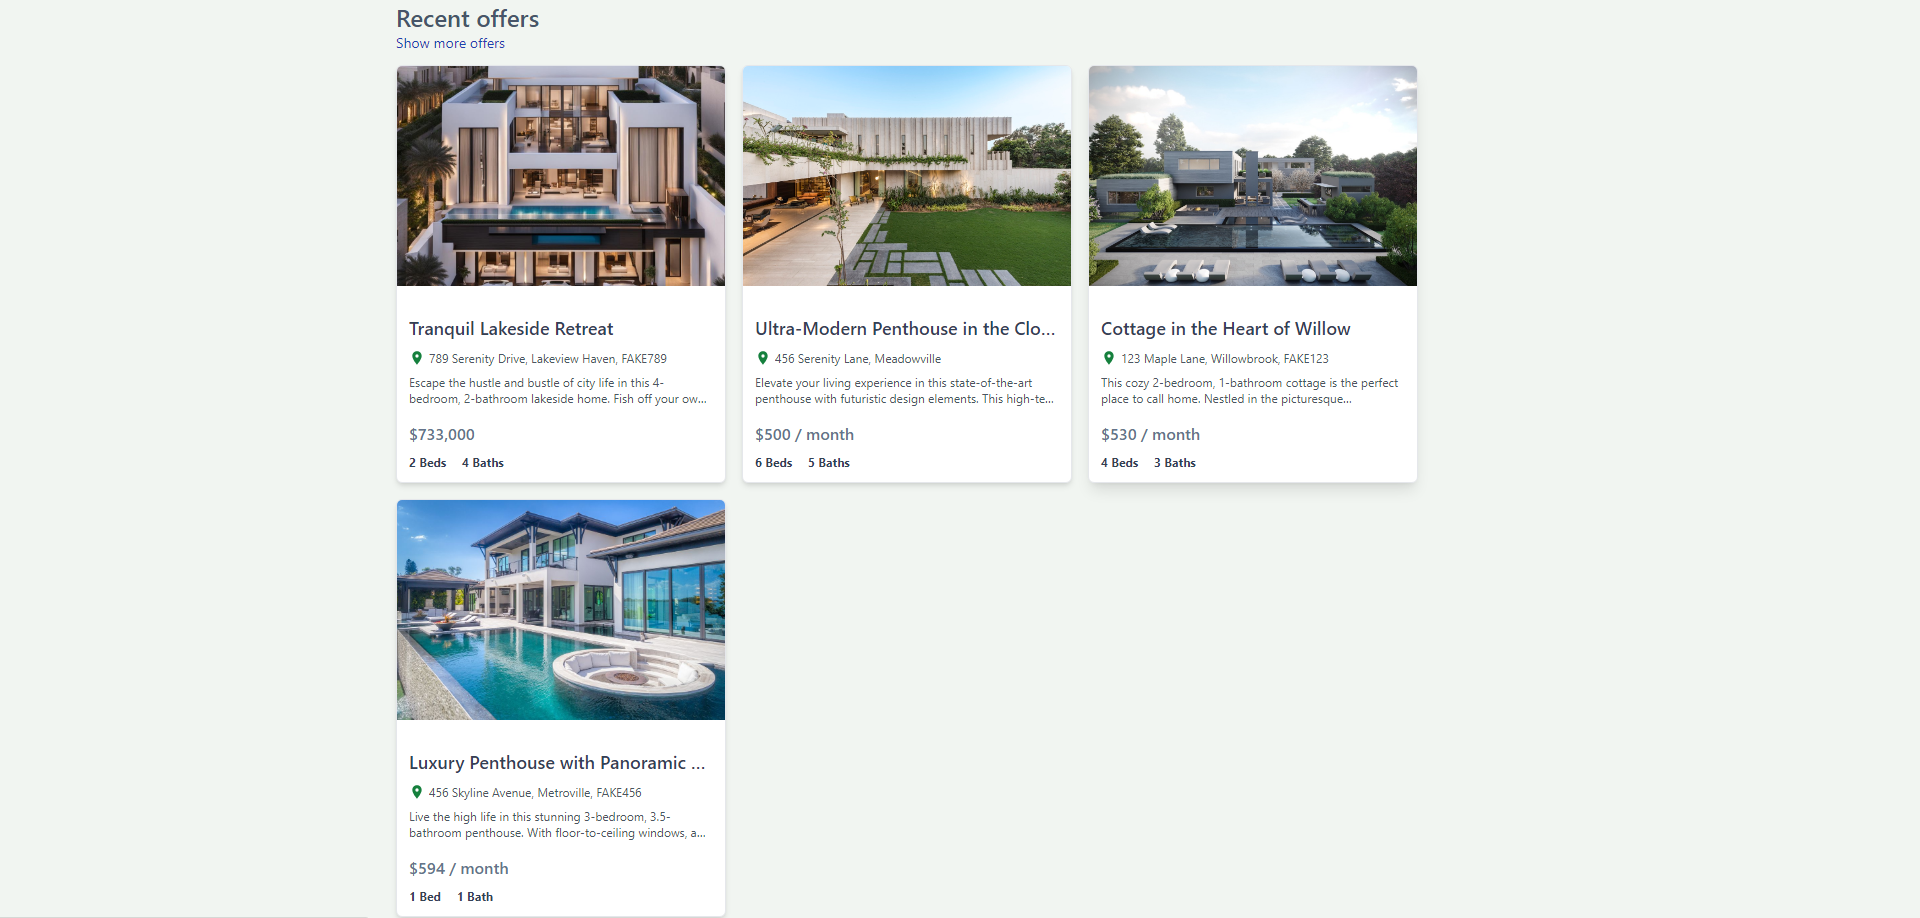 Recent offers
Show more offers
Tranquil Lakeside Retreat
789 Serenity Drive, Lakeview Haven, FAKE789
Escape the hustle and bustle of city life in this 4-
bedroom, 2-bathroom lakeside home. Fish off your ow...
$733,000
2 Beds 4 Baths
Ultra-Modern Penthouse in the Clo...
456 Serenity Lane, Meadowville
Elevate your living experience in this state-of-the-art
penthouse with futuristic design elements. This high-te...
$500 / month
6 Beds 5 Baths
Cottage in the Heart of Willow
123 Maple Lane, Willowbrook, FAKE123
This cozy 2-bedroom, 1-bathroom cottage is the perfect
place to call home. Nestled in the picturesque...
$530 / month
4 Beds 3 Baths
Luxury Penthouse with Panoramic ...
456 Skyline Avenue, Metroville, FAKE456
Live the high life in this stunning 3-bedroom, 3.5-
bathroom penthouse. With floor-to-ceiling windows, a...
$594 / month
1 Bed 1 Bath